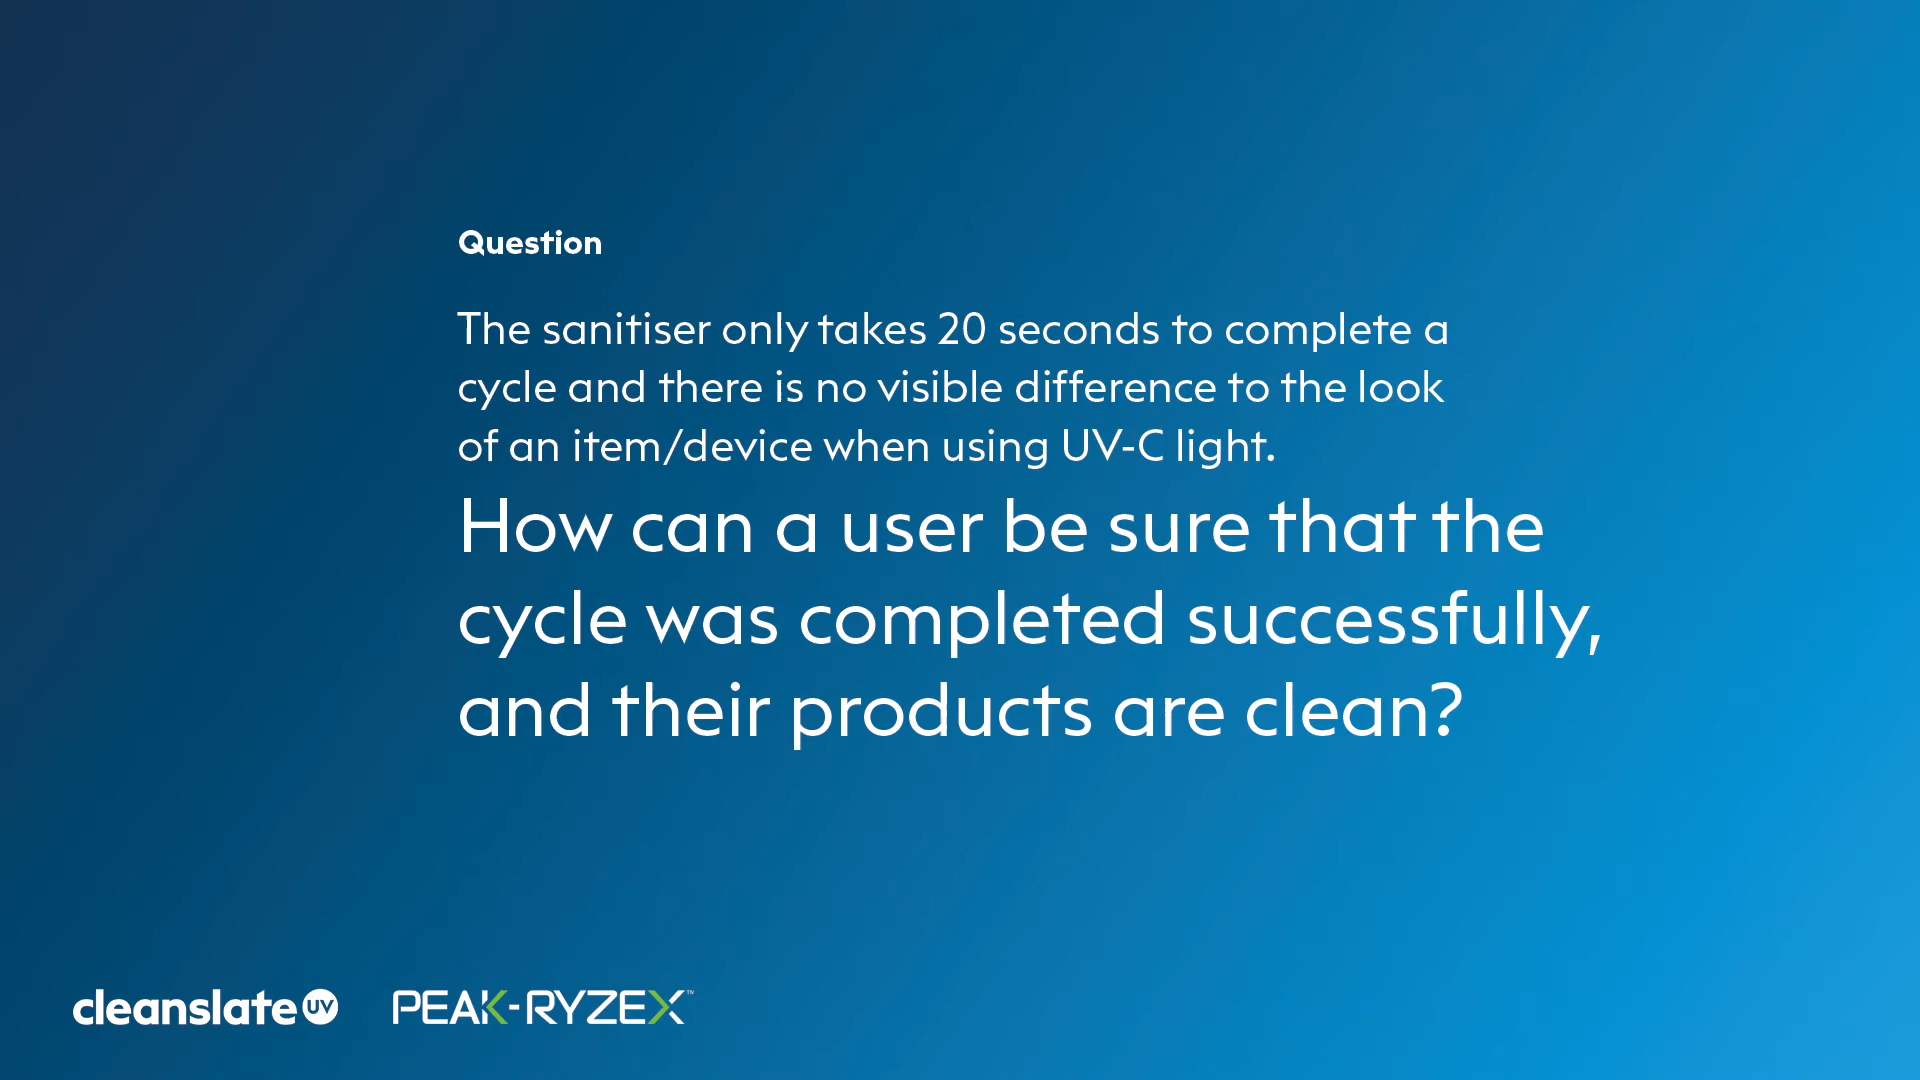 Question
The sanitiser only takes 20 seconds to complete a
cycle and there is no visible difference to the look
of an item/device when using UV-C light.
How can a user be sure that the
cycle was completed successfully,
and their products are clean?
cleanslate UV
PEAK-RYZEX™